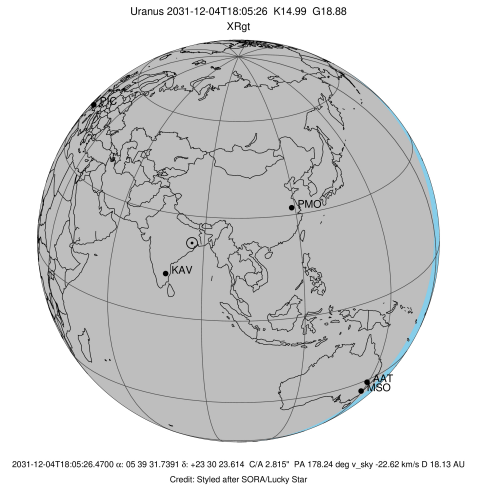 Uranus 2031-12-04T18:05:26 K14.99 G18.88
XRgt
PMO
KAV
AAT
MSO
2031-12-04T18:05:26.4700 α: 05 39 31.7391 δ: +23 30 23.614 C/A 2.815" PA 178.24 deg v_sky -22.62 km/s D 18.13 AU
Credit: Styled after SORA/Lucky Star